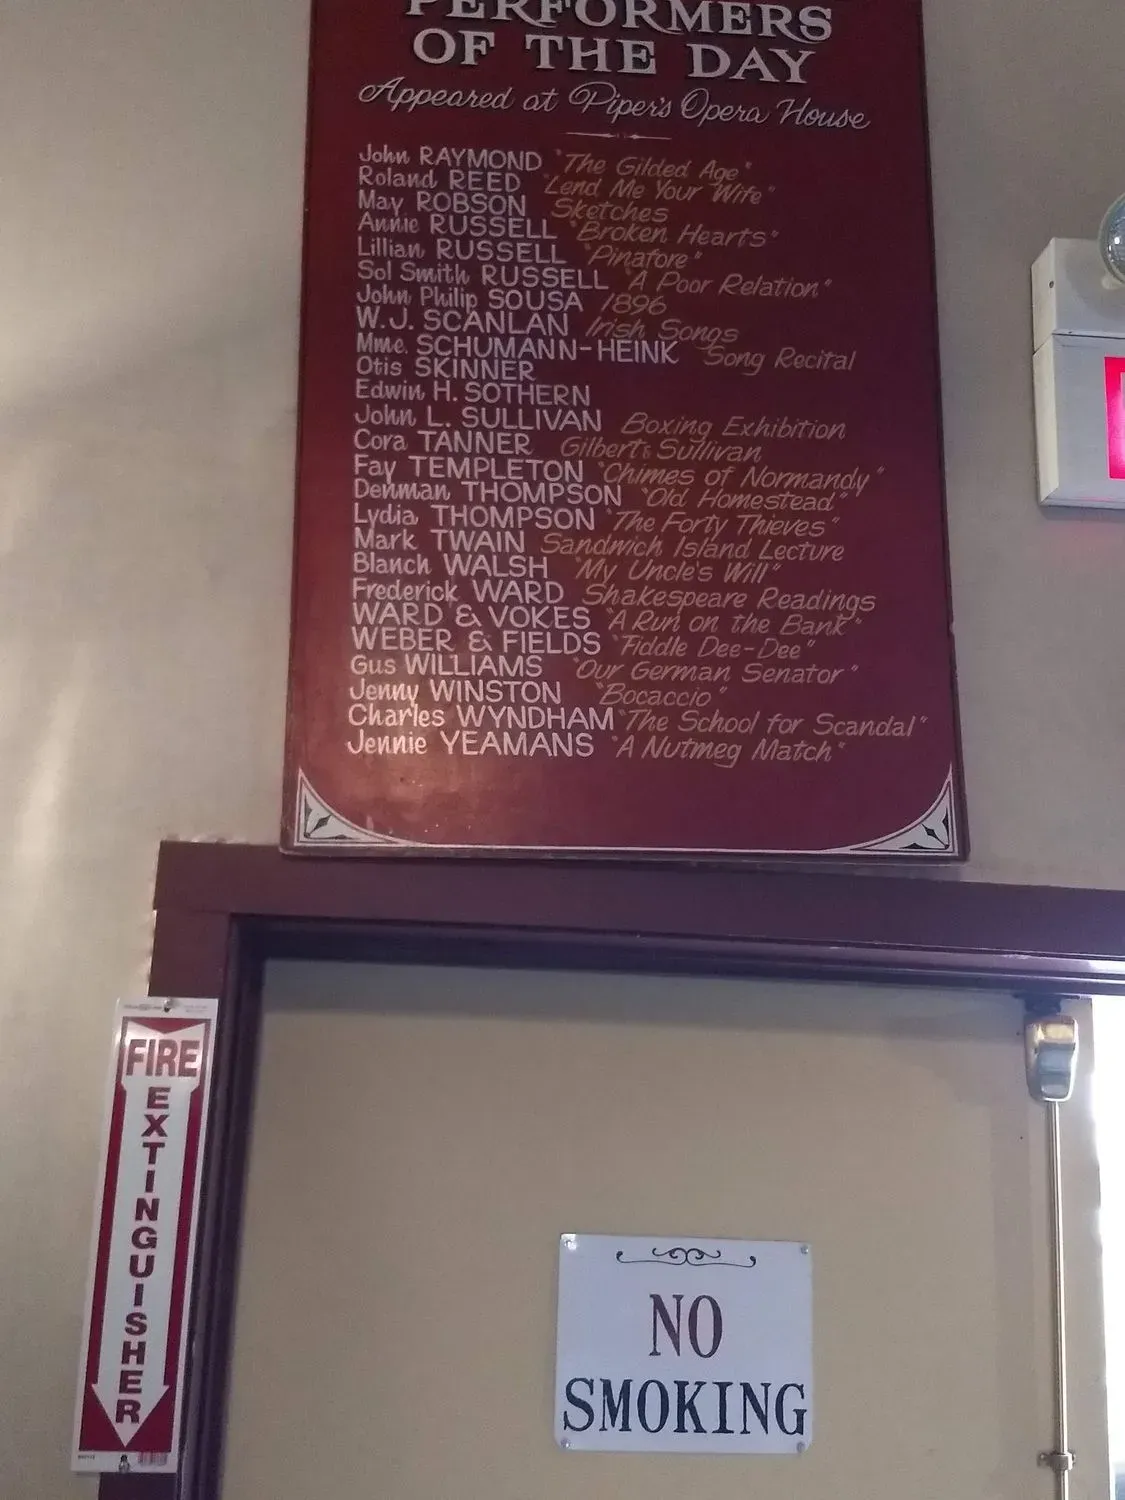 PERFORMERS
OF THE DAY
Appeared at Piper's Opera House
John RAYMOND "The Gilded Age"
Roland REED "Lend Me Your Wife"
May ROBSON Sketches
Annie RUSSELL "Broken Hearts"
Lillian RUSSELL "Pinafore"
Sol Smith RUSSELL "A Poor Relation"
John Philip SOUSA 1896
W.J. SCANLAN Irish Songs
Mme. SCHUMANN-HEINK Song Recital
Otis SKINNER
Edwin H. SOTHERN
John L. SULLIVAN Boxing Exhibition
Cora TANNER Gilbert & Sullivan
Fay TEMPLETON "Chimes of Normandy"
Denman THOMPSON "Old Homestead"
Lydia THOMPSON "The Forty Thieves"
Mark TWAIN Sandwich Island Lecture
Blanch WALSH "My Uncle's Will"
Frederick WARD Shakespeare Readings
WARD & VOKES "A Run on the Bank"
WEBER & FIELDS "Fiddle Dee-Dee"
Gus WILLIAMS "Our German Senator"
Jenny WINSTON "Bocaccio"
Charles WYNDHAM "The School for Scandal"
Jennie YEAMANS "A Nutmeg Match"
FIRE
EXTINGUISHER
NO
SMOKING